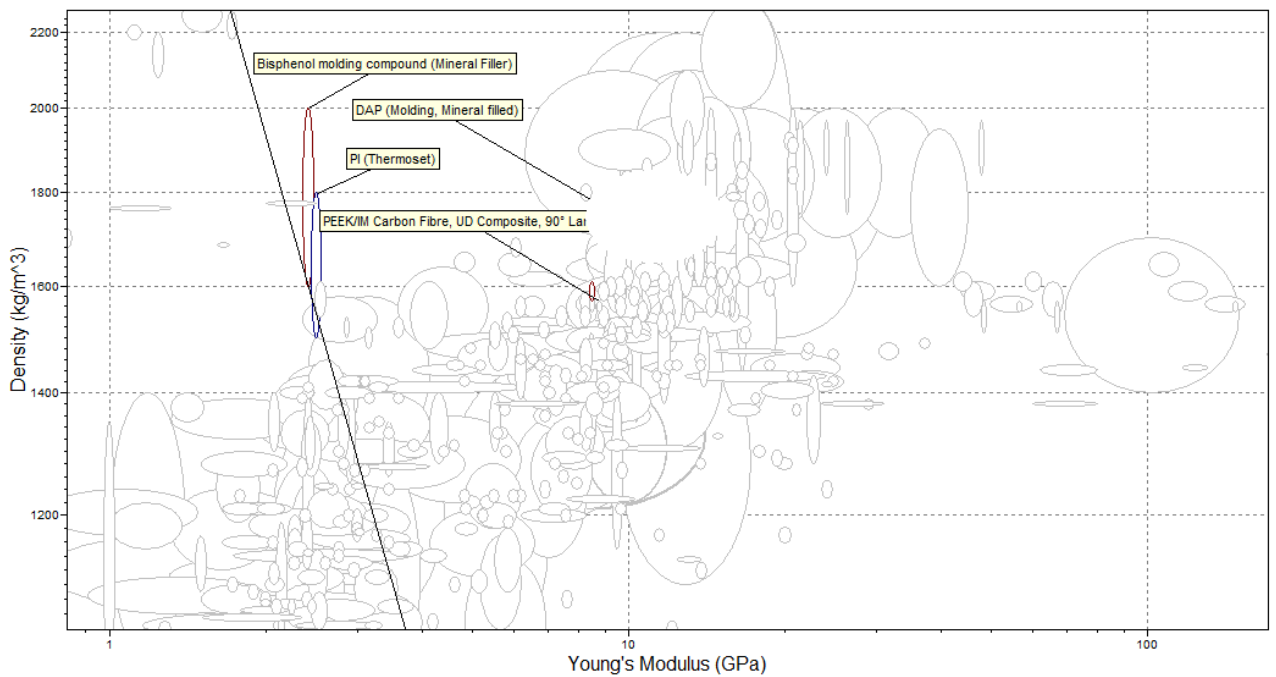 2200
Bisphenol molding compound (Mineral Filler)
2000
DAP (Molding, Mineral filled)
PI (Thermoset)
1800
PEEK/IM Carbon Fibre, UD Composite, 90° Lar
1600
1400
1200
Density (kg/m^3)
1
10
100
Young's Modulus (GPa)